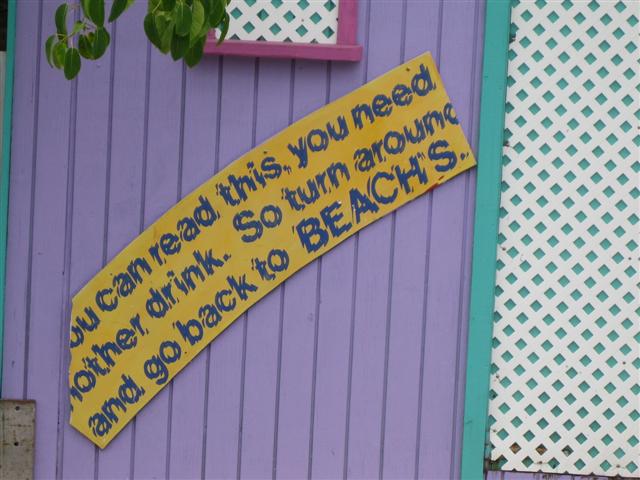 ou can read this, you need
nother drink. So turn around
and go back to BEACH'S.